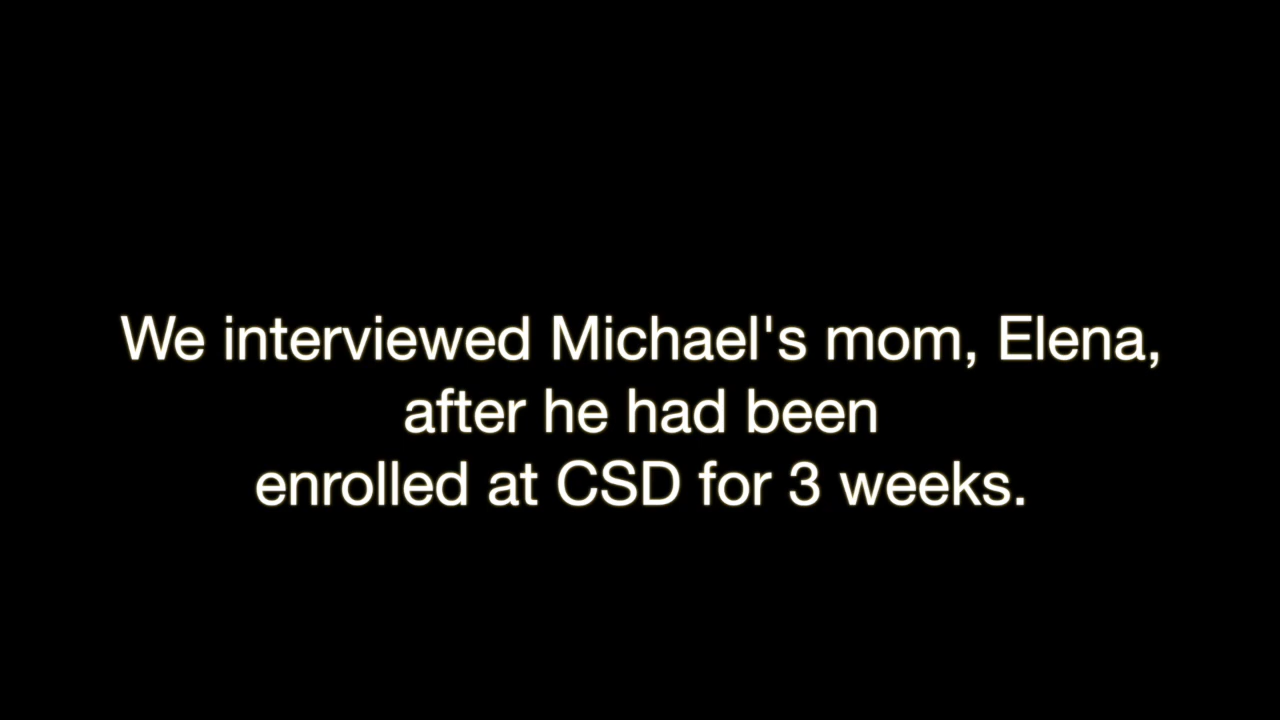 We interviewed Michael's mom, Elena,
after he had been
enrolled at CSD for 3 weeks.